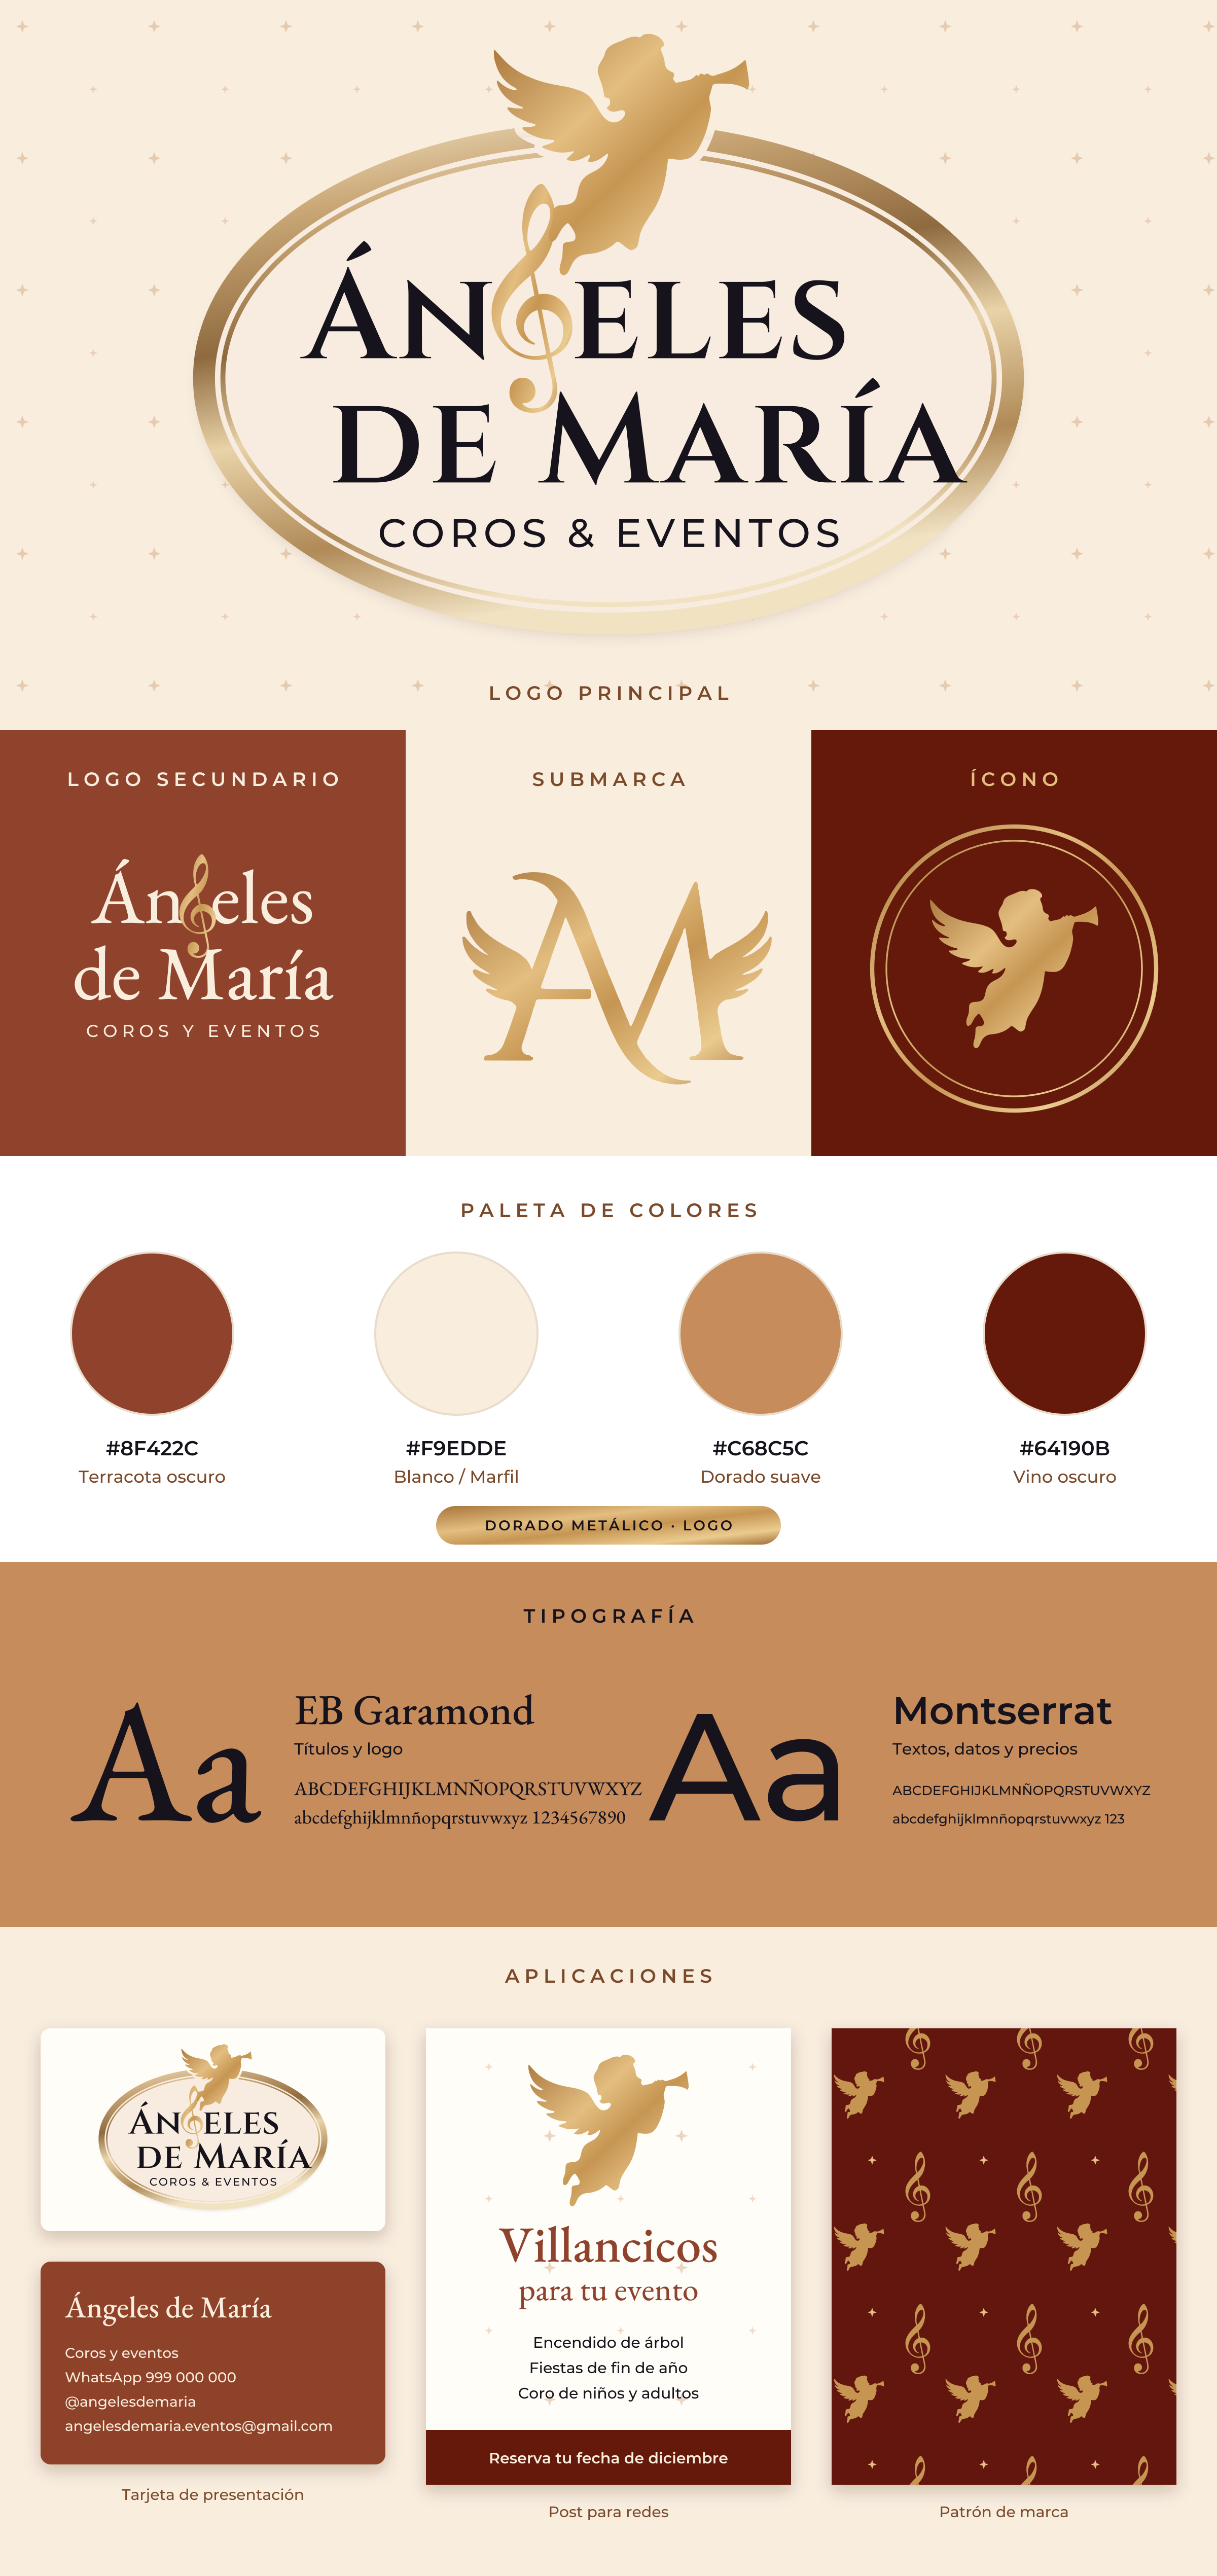 ÁNGELES
DE MARÍA
COROS & EVENTOS
LOGO PRINCIPAL
LOGO SECUNDARIO
Ángeles
de María
COROS Y EVENTOS
SUBMARCA
AM
ÍCONO
PALETA DE COLORES
#8F422C
Terracota oscuro
#F9EDDE
Blanco / Marfil
#C68C5C
Dorado suave
#64190B
Vino oscuro
DORADO METÁLICO · LOGO
TIPOGRAFÍA
Aa
EB Garamond
Títulos y logo
ABCDEFGHIJKLMNÑOPQRSTUVWXYZ
abcdefghijklmnñopqrstuvwxyz 1234567890
Aa
Montserrat
Textos, datos y precios
ABCDEFGHIJKLMNÑOPQRSTUVWXYZ
abcdefghijklmnñopqrstuvwxyz 123
APLICACIONES
ÁNGELES
DE MARÍA
COROS & EVENTOS
Ángeles de María
Coros y eventos
WhatsApp 999 000 000
@angelesdemaria
angelesdemaria.eventos@gmail.com
Tarjeta de presentación
Villancicos
para tu evento
Encendido de árbol
Fiestas de fin de año
Coro de niños y adultos
Reserva tu fecha de diciembre
Post para redes
Patrón de marca